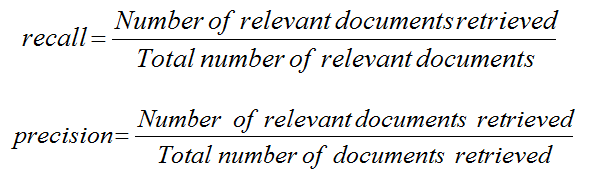 recall = Number of relevant documents retrieved
Total number of relevant documents
precision = Number of relevant documents retrieved
Total number of documents retrieved